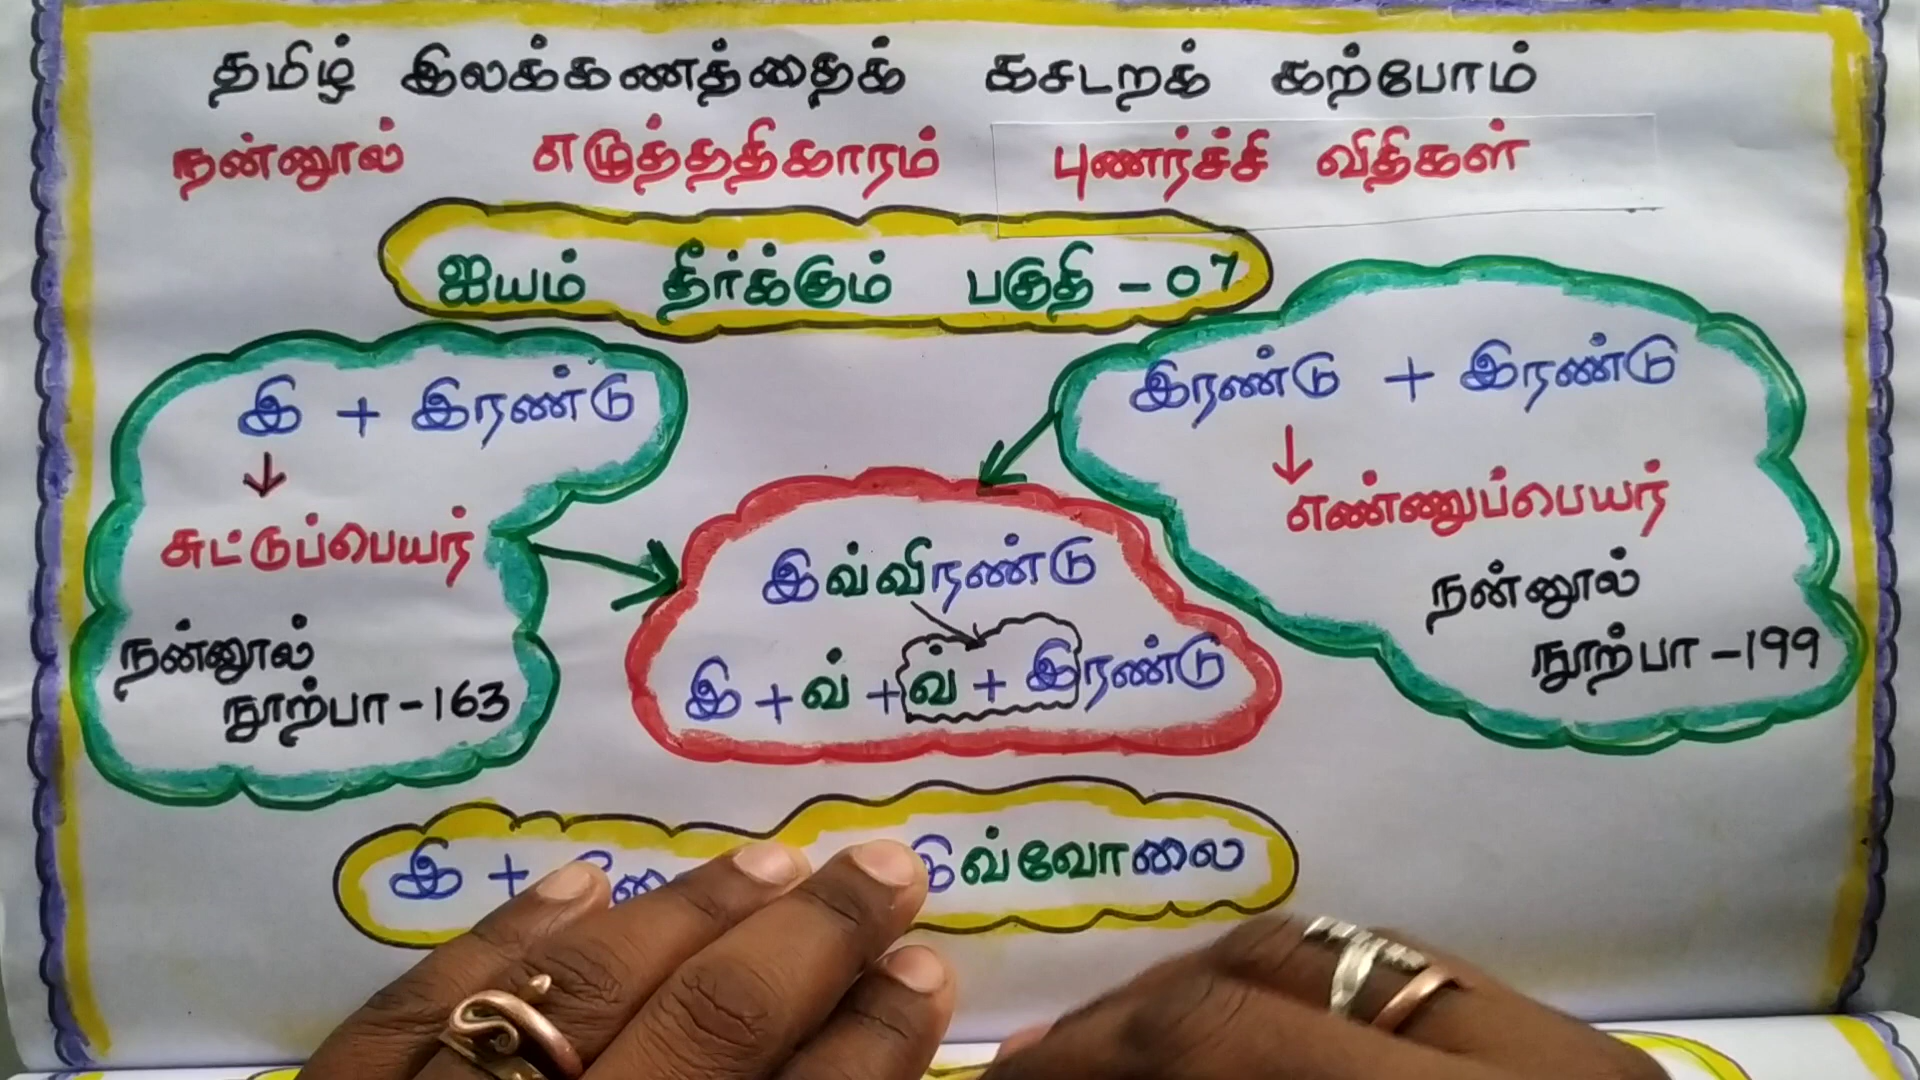 தமிழ் இலக்கணத்தைக் கசடறக் கற்போம்
நன்னூல் எழுத்ததிகாரம் புணர்ச்சி விதிகள்
ஐயம் தீர்க்கும் பகுதி - 07
இ + இரண்டு
↓
சுட்டுப்பெயர்
நன்னூல்
நூற்பா - 163
இரண்டு + இரண்டு
↓
எண்ணுப்பெயர்
நன்னூல்
நூற்பா - 199
இவ்விரண்டு
இ + வ் + வ் + இரண்டு
இ + இவ்வோலை